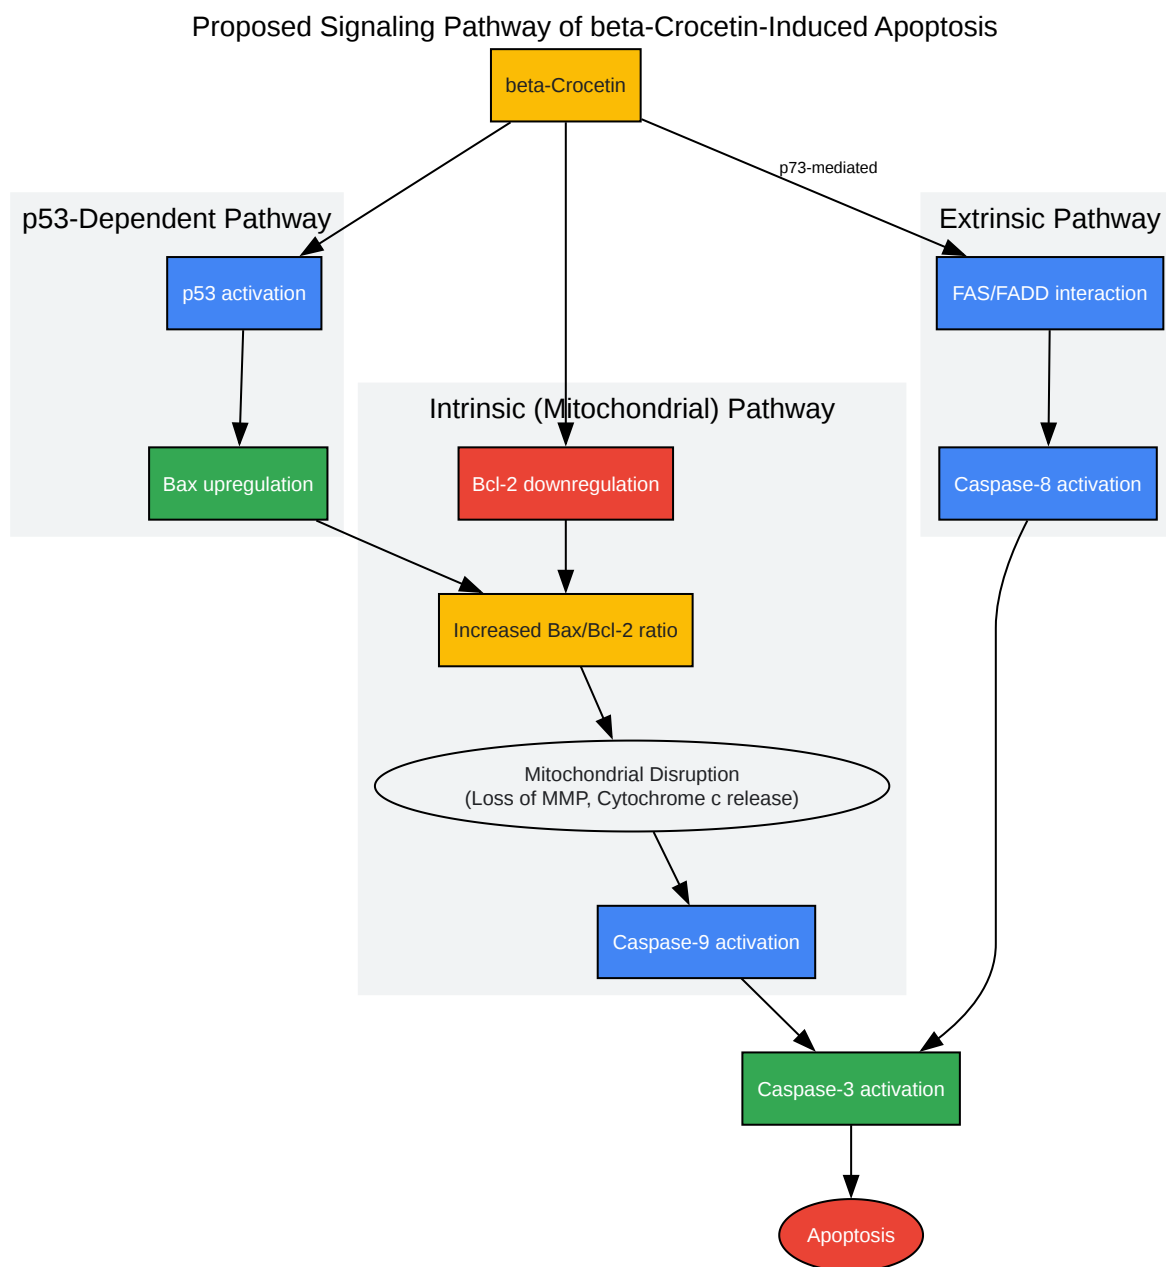 Proposed Signaling Pathway of beta-Crocetin-Induced Apoptosis
beta-Crocetin
p73-mediated
p53-Dependent Pathway
Extrinsic Pathway
p53 activation
FAS/FADD interaction
Intrinsic (Mitochondrial) Pathway
Bax upregulation
Bcl-2 downregulation
Caspase-8 activation
Increased Bax/Bcl-2 ratio
Mitochondrial Disruption
(Loss of MMP, Cytochrome c release)
Caspase-9 activation
Caspase-3 activation
Apoptosis